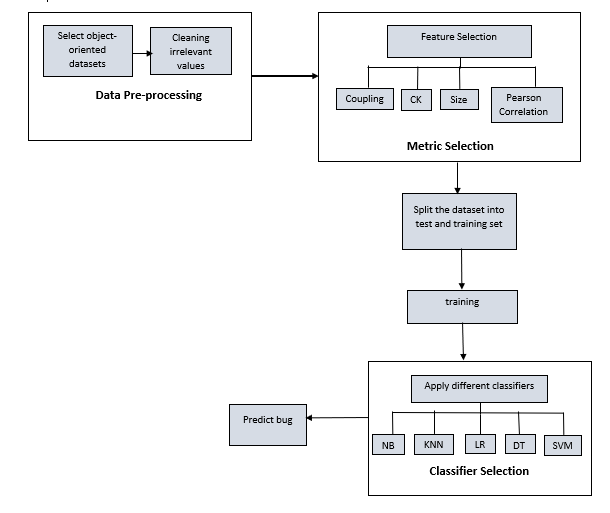 Select object-
oriented
datasets
Cleaning
irrelevant
values
Data Pre-processing
Feature Selection
Coupling
CK
Size
Pearson
Correlation
Metric Selection
Split the dataset into
test and training set
training
Apply different classifiers
NB
KNN
LR
DT
SVM
Classifier Selection
Predict bug